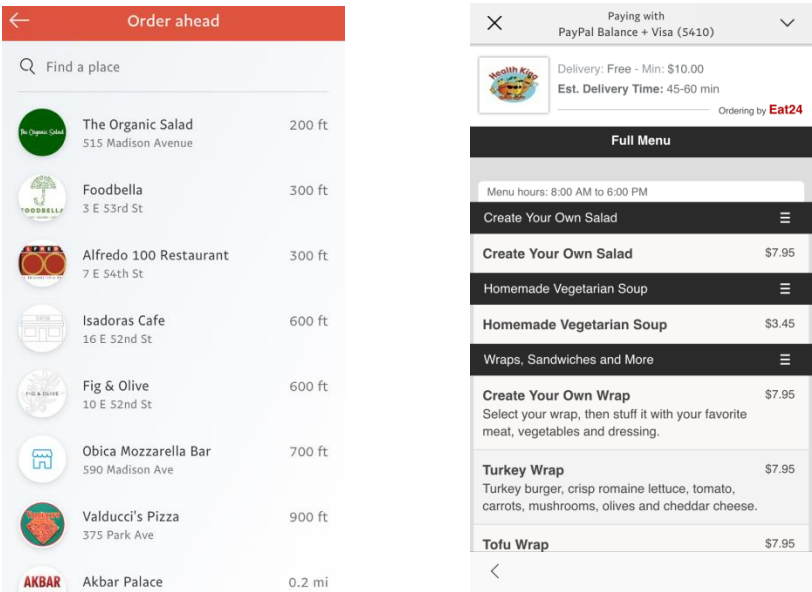 Order ahead
Find a place
The Organic Salad
The Organic Salad 200 ft
515 Madison Avenue
FOODBELLA
Foodbella 300 ft
3 E 53rd St
Alfredo 100 Restaurant 300 ft
7 E 54th St
Isadoras Cafe 600 ft
16 E 52nd St
FIG & OLIVE
Fig & Olive 600 ft
10 E 52nd St
Obica Mozzarella Bar 700 ft
590 Madison Ave
Valducci's Pizza 900 ft
375 Park Ave
AKBAR
Akbar Palace 0.2 mi
Paying with
PayPal Balance + Visa (5410)
Health King
Delivery: Free - Min: $10.00
Est. Delivery Time: 45-60 min
Ordering by Eat24
Full Menu
Menu hours: 8:00 AM to 6:00 PM
Create Your Own Salad
Create Your Own Salad $7.95
Homemade Vegetarian Soup
Homemade Vegetarian Soup $3.45
Wraps, Sandwiches and More
Create Your Own Wrap $7.95
Select your wrap, then stuff it with your favorite
meat, vegetables and dressing.
Turkey Wrap $7.95
Turkey burger, crisp romaine lettuce, tomato,
carrots, mushrooms, olives and cheddar cheese.
Tofu Wrap $7.95